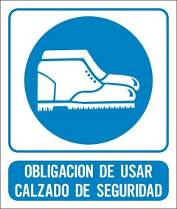 OBLIGACION DE USAR
CALZADO DE SEGURIDAD